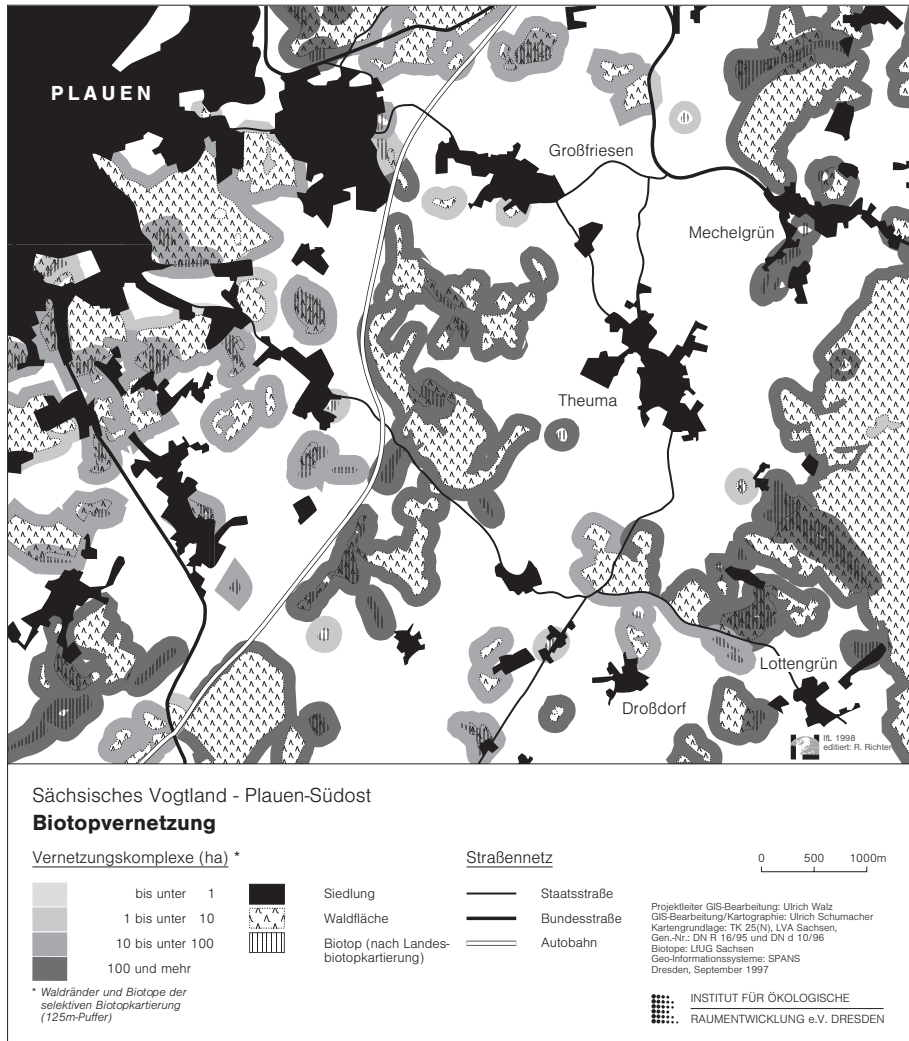 PLAUEN
Großfriesen
Mechelgrün
Theuma
Lottengrün
Droßdorf
IfL 1998
editiert: R. Richter
Sächsisches Vogtland - Plauen-Südost
Biotopvernetzung
Vernetzungskomplexe (ha) *
bis unter 1
1 bis unter 10
10 bis unter 100
100 und mehr
* Waldränder und Biotope der
selektiven Biotopkartierung
(125m-Puffer)
Siedlung
Waldfläche
Biotop (nach Landes-
biotopkartierung)
Straßennetz
Staatsstraße
Bundesstraße
Autobahn
0 500 1000m
Projektleiter GIS-Bearbeitung: Ulrich Walz
GIS-Bearbeitung/Kartographie: Ulrich Schumacher
Kartengrundlage: TK 25(N), LVA Sachsen,
Gen.-Nr.: DN R 16/95 und DN d 10/96
Biotope: LfUG Sachsen
Geo-Informationssysteme: SPANS
Dresden, September 1997
INSTITUT FÜR ÖKOLOGISCHE
RAUMENTWICKLUNG e.V. DRESDEN